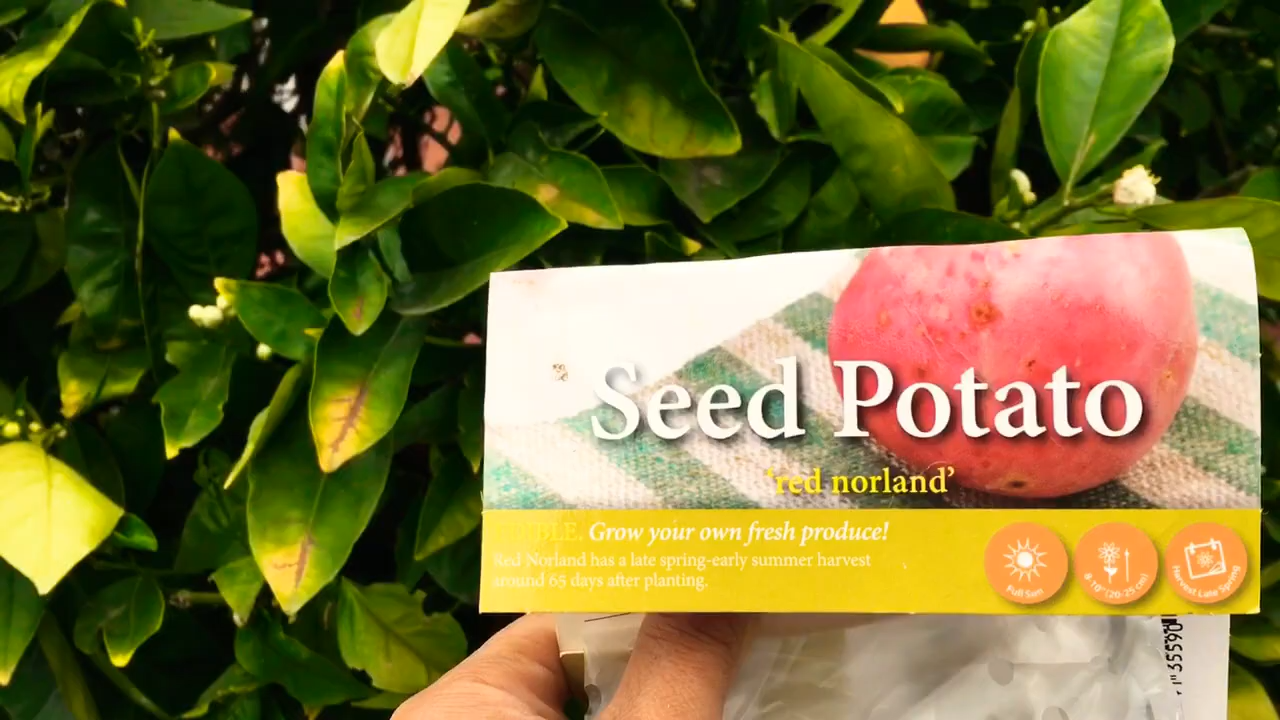 Seed Potato
'red norland'
Grow your own fresh produce!
Red Norland has a late spring-early summer harvest
around 65 days after planting.
Full Sun
8-10" (20-25 cm)
Harvest Late Spring
35590